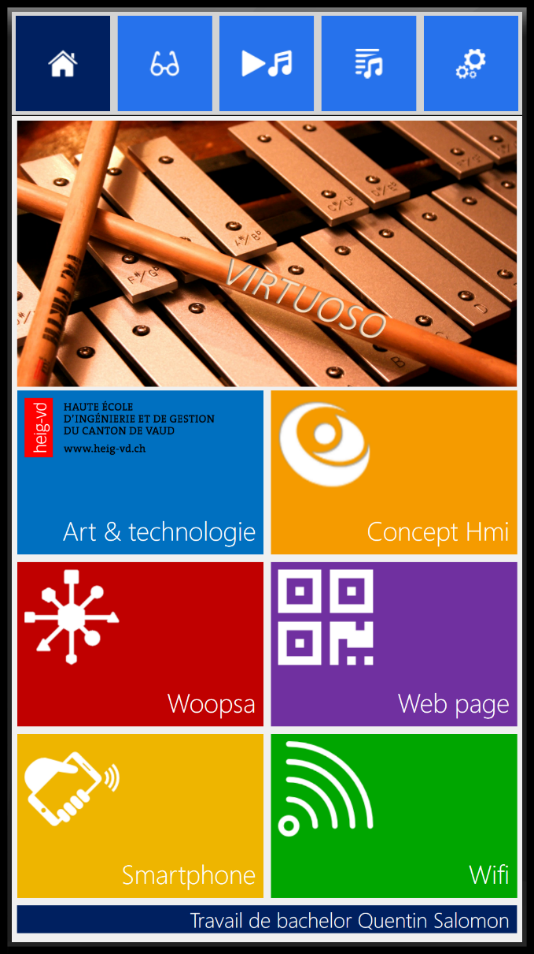 VIRTUOSO
heig-vd
HAUTE ÉCOLE
D'INGÉNIERIE ET DE GESTION
DU CANTON DE VAUD
www.heig-vd.ch
Art & technologie
Concept Hmi
Woopsa
Web page
Smartphone
Wifi
Travail de bachelor Quentin Salomon